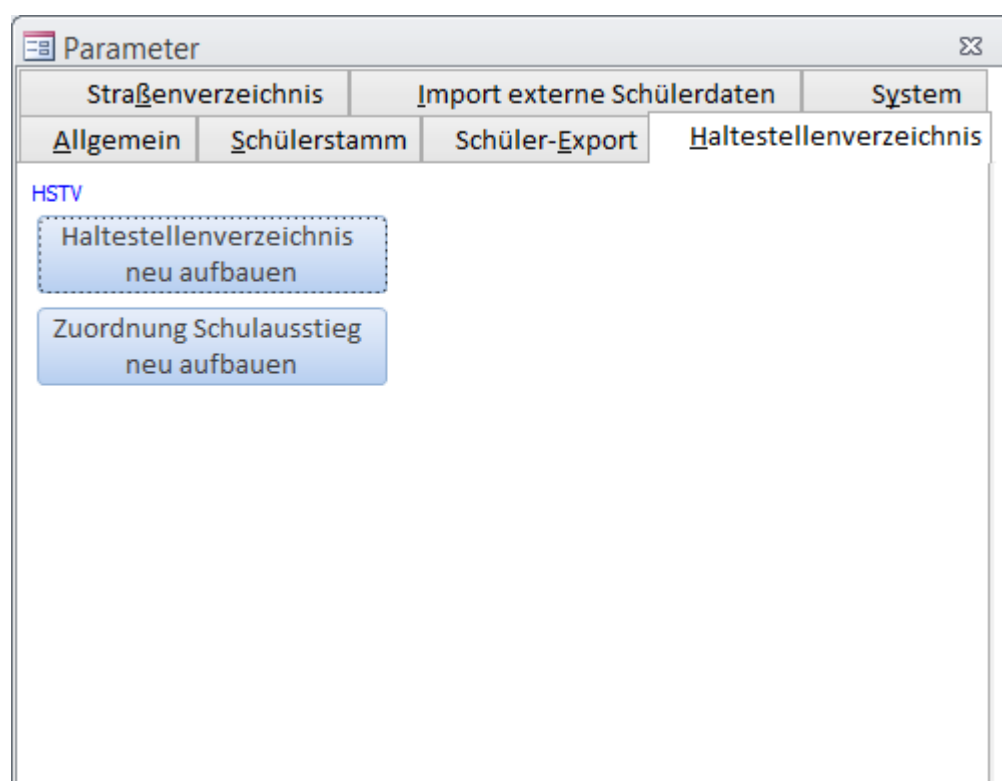 Parameter
Straßenverzeichnis Import externe Schülerdaten System
Allgemein Schülerstamm Schüler-Export Haltestellenverzeichnis
HSTV
Haltestellenverzeichnis
neu aufbauen
Zuordnung Schulausstieg
neu aufbauen